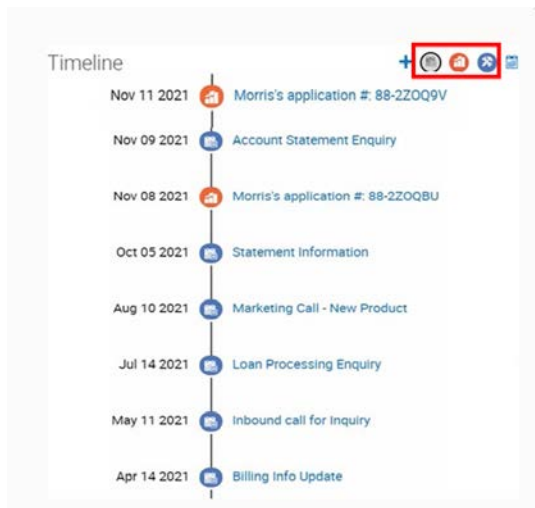 Timeline
Nov 11 2021 Morris's application #: 88-2ZOQ9V
Nov 09 2021 Account Statement Enquiry
Nov 08 2021 Morris's application #: 88-2ZOQBU
Oct 05 2021 Statement Information
Aug 10 2021 Marketing Call - New Product
Jul 14 2021 Loan Processing Enquiry
May 11 2021 Inbound call for Inquiry
Apr 14 2021 Billing Info Update